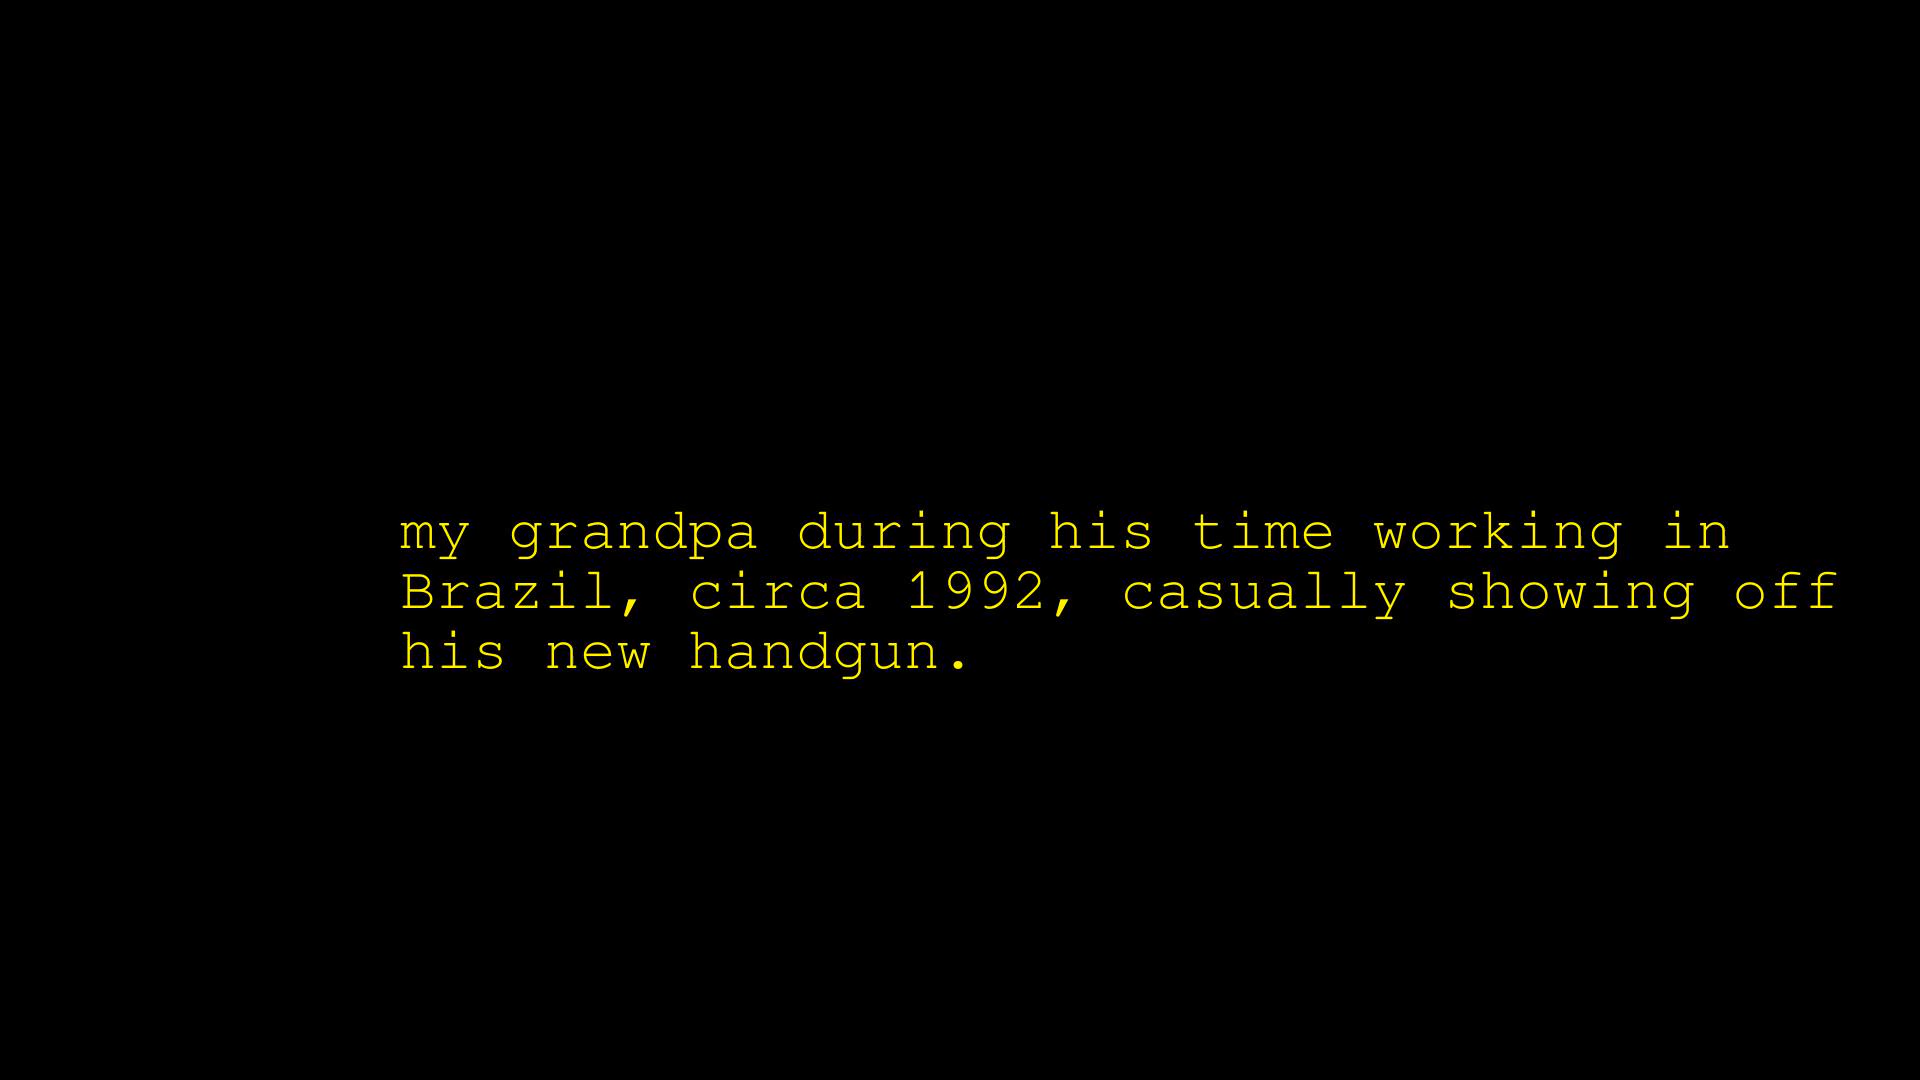 my grandpa during his time working in
Brazil, circa 1992, casually showing off
his new handgun.